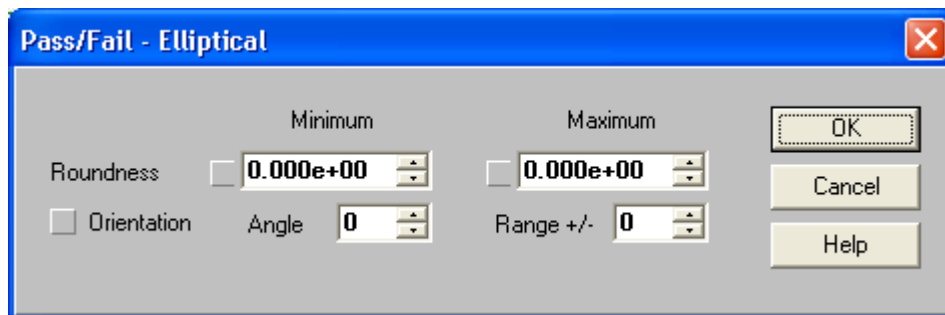 Pass/Fail - Elliptical
Minimum Maximum OK
Roundness 0.000e+00 0.000e+00
Cancel
Orientation Angle 0 Range +/- 0
Help